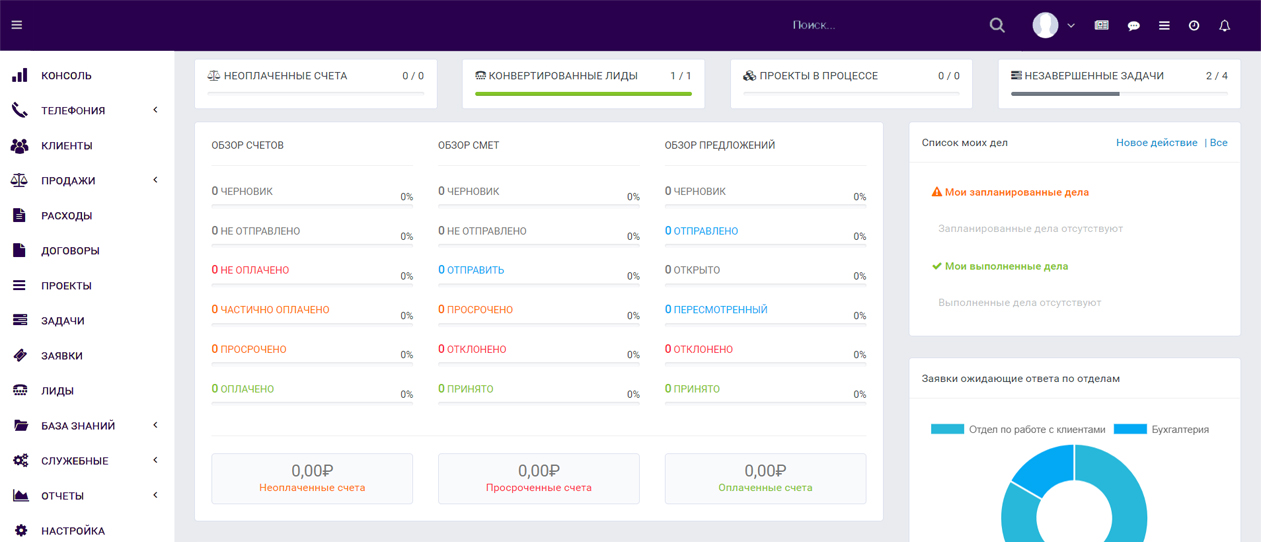 Поиск...
КОНСОЛЬ
ТЕЛЕФОНИЯ
КЛИЕНТЫ
ПРОДАЖИ
РАСХОДЫ
ДОГОВОРЫ
ПРОЕКТЫ
ЗАДАЧИ
ЗАЯВКИ
ЛИДЫ
БАЗА ЗНАНИЙ
СЛУЖЕБНЫЕ
ОТЧЕТЫ
НАСТРОЙКА
НЕОПЛАЧЕННЫЕ СЧЕТА 0 / 0
КОНВЕРТИРОВАННЫЕ ЛИДЫ 1 / 1
ПРОЕКТЫ В ПРОЦЕССЕ 0 / 0
НЕЗАВЕРШЕННЫЕ ЗАДАЧИ 2 / 4
ОБЗОР СЧЕТОВ
0 ЧЕРНОВИК 0%
0 НЕ ОТПРАВЛЕНО 0%
0 НЕ ОПЛАЧЕНО 0%
0 ЧАСТИЧНО ОПЛАЧЕНО 0%
0 ПРОСРОЧЕНО 0%
0 ОПЛАЧЕНО 0%
ОБЗОР СМЕТ
0 ЧЕРНОВИК 0%
0 НЕ ОТПРАВЛЕНО 0%
0 ОТПРАВИТЬ 0%
0 ПРОСРОЧЕНО 0%
0 ОТКЛОНЕНО 0%
0 ПРИНЯТО 0%
ОБЗОР ПРЕДЛОЖЕНИЙ
0 ЧЕРНОВИК 0%
0 ОТПРАВЛЕНО 0%
0 ОТКРЫТО 0%
0 ПЕРЕСМОТРЕННЫЙ 0%
0 ОТКЛОНЕНО 0%
0 ПРИНЯТО 0%
0,00₽
Неоплаченные счета
0,00₽
Просроченные счета
0,00₽
Оплаченные счета
Список моих дел Новое действие | Все
Мои запланированные дела
Запланированные дела отсутствуют
Мои выполненные дела
Выполненные дела отсутствуют
Заявки ожидающие ответа по отделам
Отдел по работе с клиентами Бухгалтерия